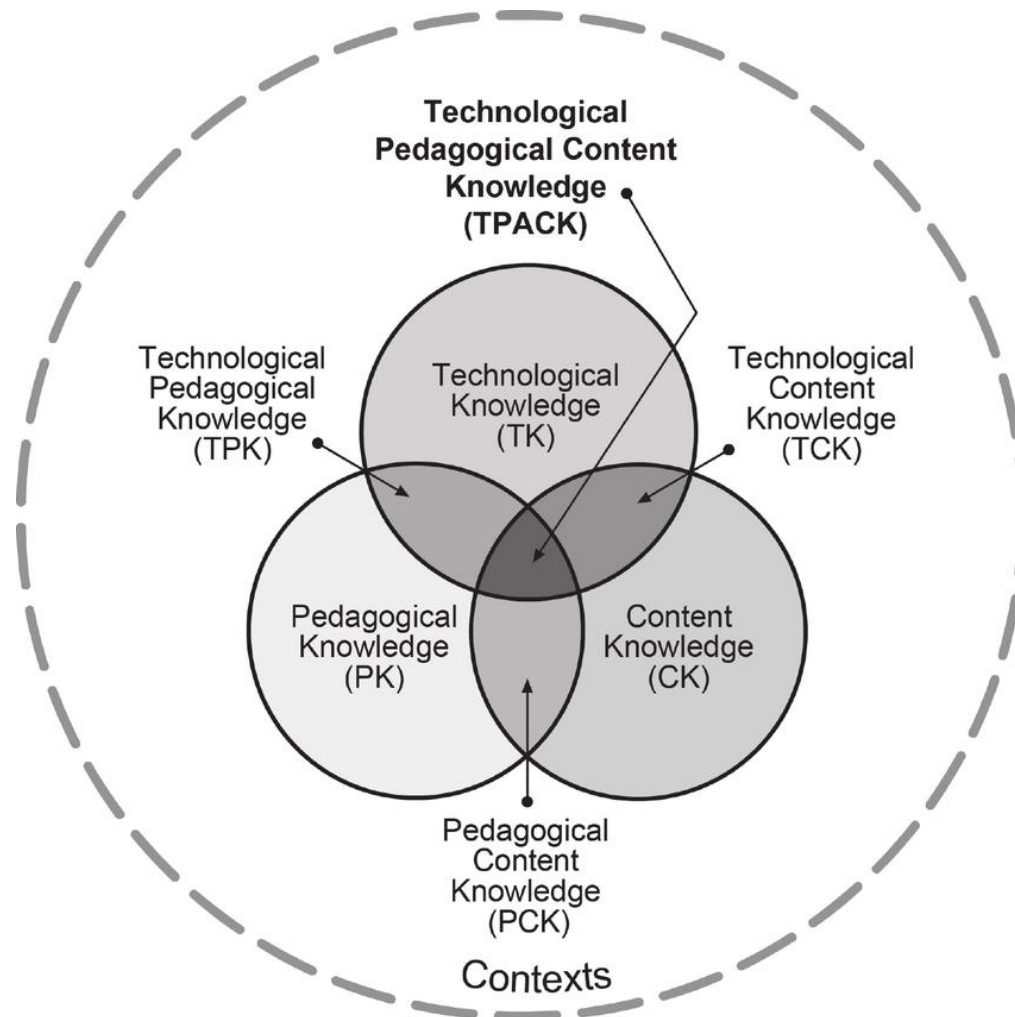 Technological
Pedagogical Content
Knowledge
(TPACK)
Technological
Pedagogical
Knowledge
(TPK)
Technological
Knowledge
(TK)
Technological
Content
Knowledge
(TCK)
Pedagogical
Knowledge
(PK)
Content
Knowledge
(CK)
Pedagogical
Content
Knowledge
(PCK)
Contexts